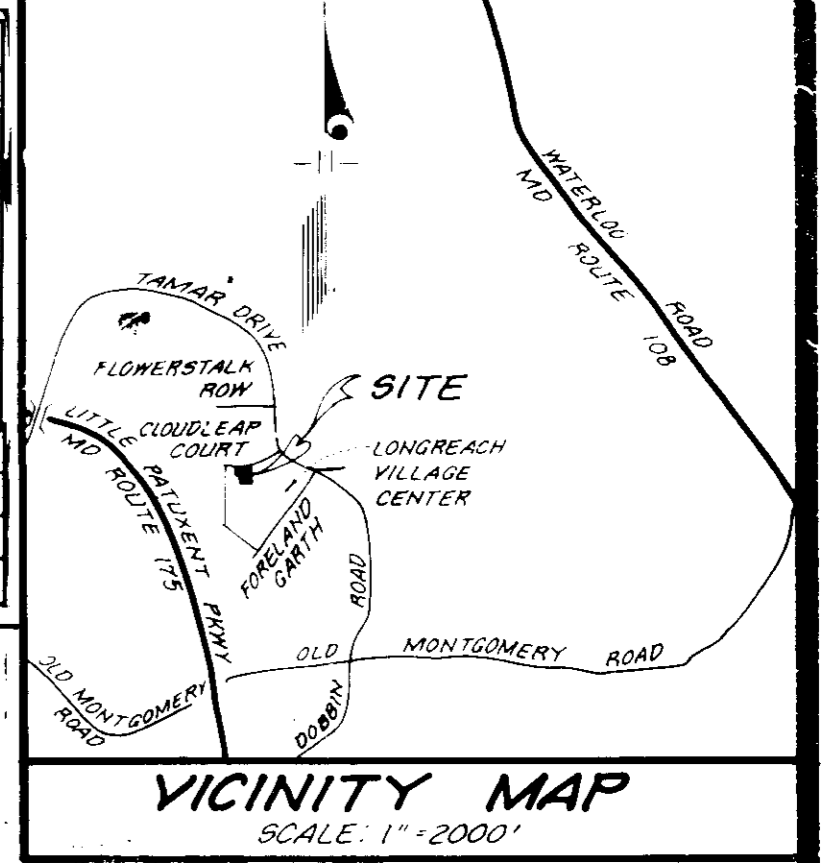 WATERLOO ROAD
MD ROUTE 108
TAMAR DRIVE
FLOWERSTALK
ROW
SITE
LITTLE PATUXENT PKWY
MD ROUTE 175
CLOUDLEAP
COURT
LONGREACH
VILLAGE
CENTER
FORELAND
GARTH
DOBBIN ROAD
OLD MONTGOMERY ROAD
OLD MONTGOMERY
ROAD
VICINITY MAP
SCALE: 1"=2000'